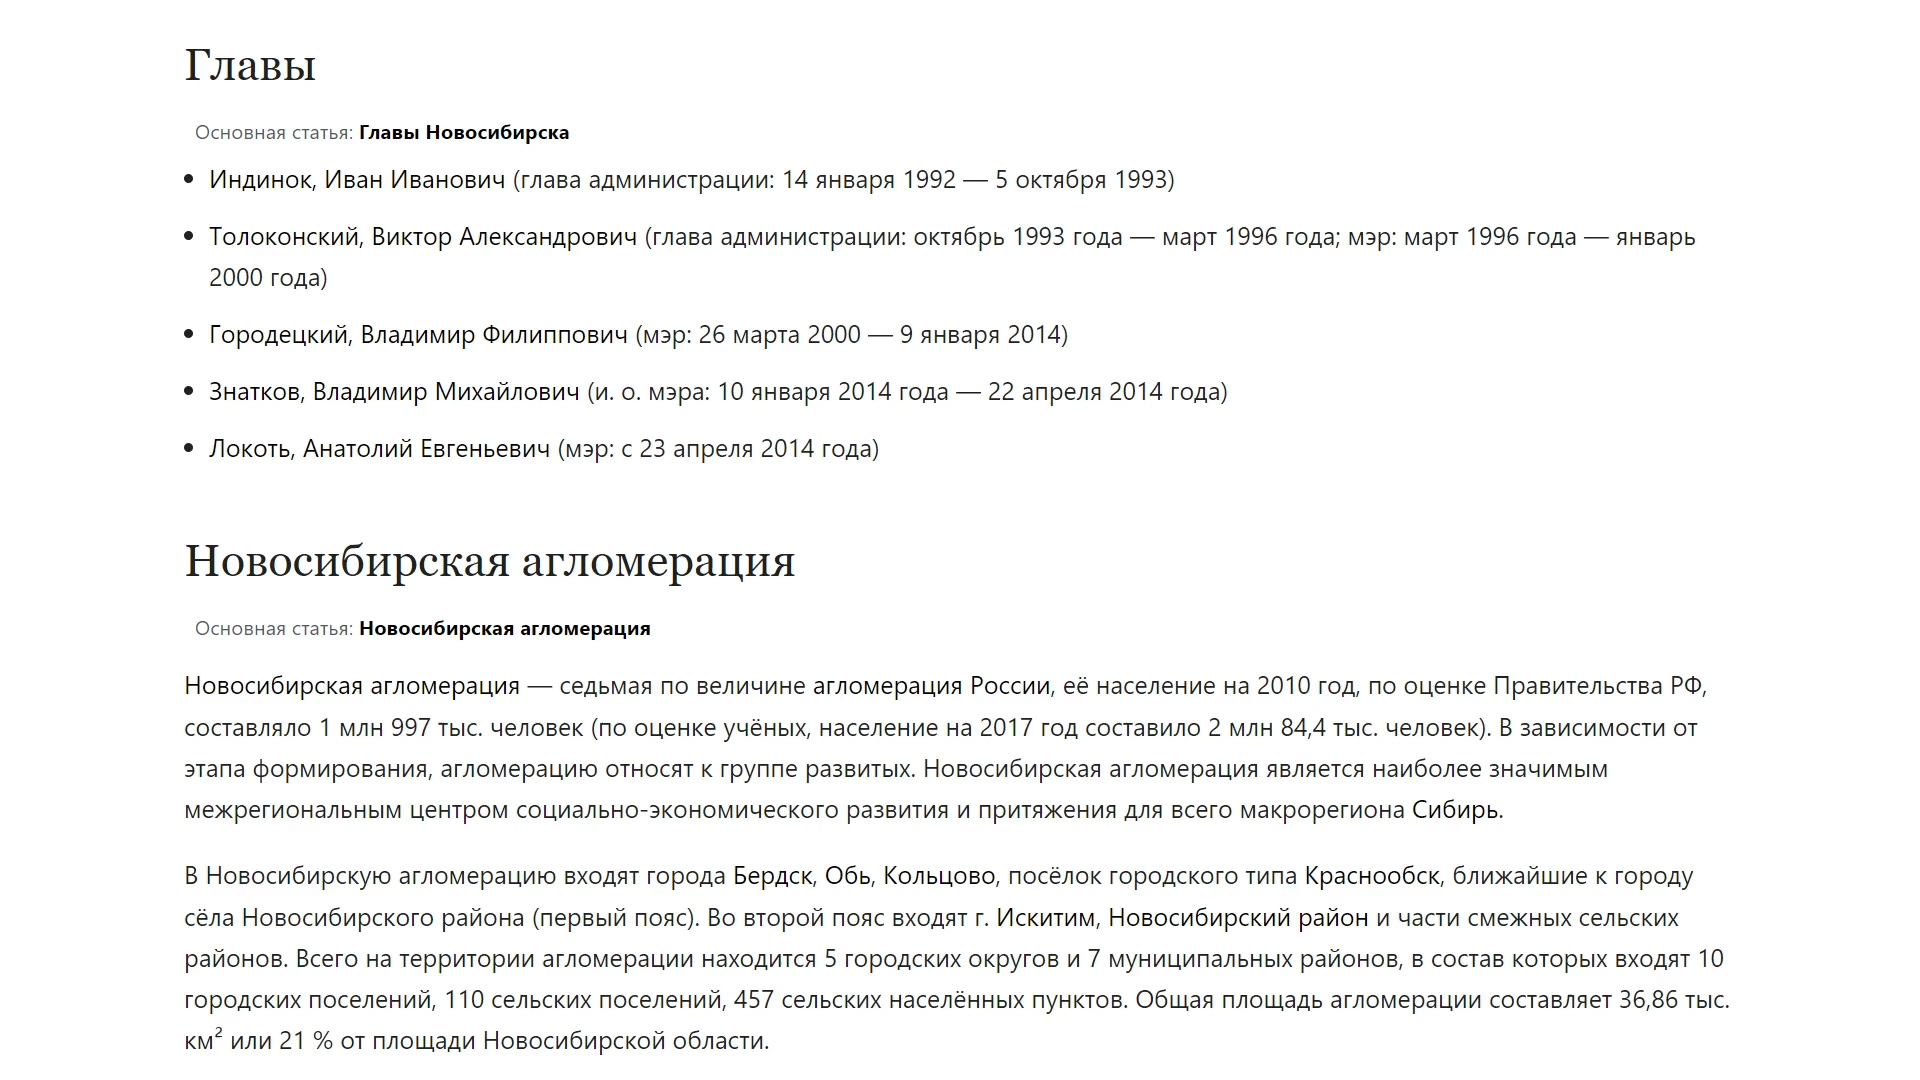 Главы
Основная статья: Главы Новосибирска
• Индинок, Иван Иванович (глава администрации: 14 января 1992 — 5 октября 1993)
• Толоконский, Виктор Александрович (глава администрации: октябрь 1993 года — март 1996 года; мэр: март 1996 года — январь
2000 года)
• Городецкий, Владимир Филиппович (мэр: 26 марта 2000 — 9 января 2014)
• Знатков, Владимир Михайлович (и. о. мэра: 10 января 2014 года — 22 апреля 2014 года)
• Локоть, Анатолий Евгеньевич (мэр: с 23 апреля 2014 года)
Новосибирская агломерация
Основная статья: Новосибирская агломерация
Новосибирская агломерация — седьмая по величине агломерация России, её население на 2010 год, по оценке Правительства РФ,
составляло 1 млн 997 тыс. человек (по оценке учёных, население на 2017 год составило 2 млн 84,4 тыс. человек). В зависимости от
этапа формирования, агломерацию относят к группе развитых. Новосибирская агломерация является наиболее значимым
межрегиональным центром социально-экономического развития и притяжения для всего макрорегиона Сибирь.
В Новосибирскую агломерацию входят города Бердск, Обь, Кольцово, посёлок городского типа Краснообск, ближайшие к городу
сёла Новосибирского района (первый пояс). Во второй пояс входят г. Искитим, Новосибирский район и части смежных сельских
районов. Всего на территории агломерации находится 5 городских округов и 7 муниципальных районов, в состав которых входят 10
городских поселений, 110 сельских поселений, 457 сельских населённых пунктов. Общая площадь агломерации составляет 36,86 тыс.
км² или 21 % от площади Новосибирской области.